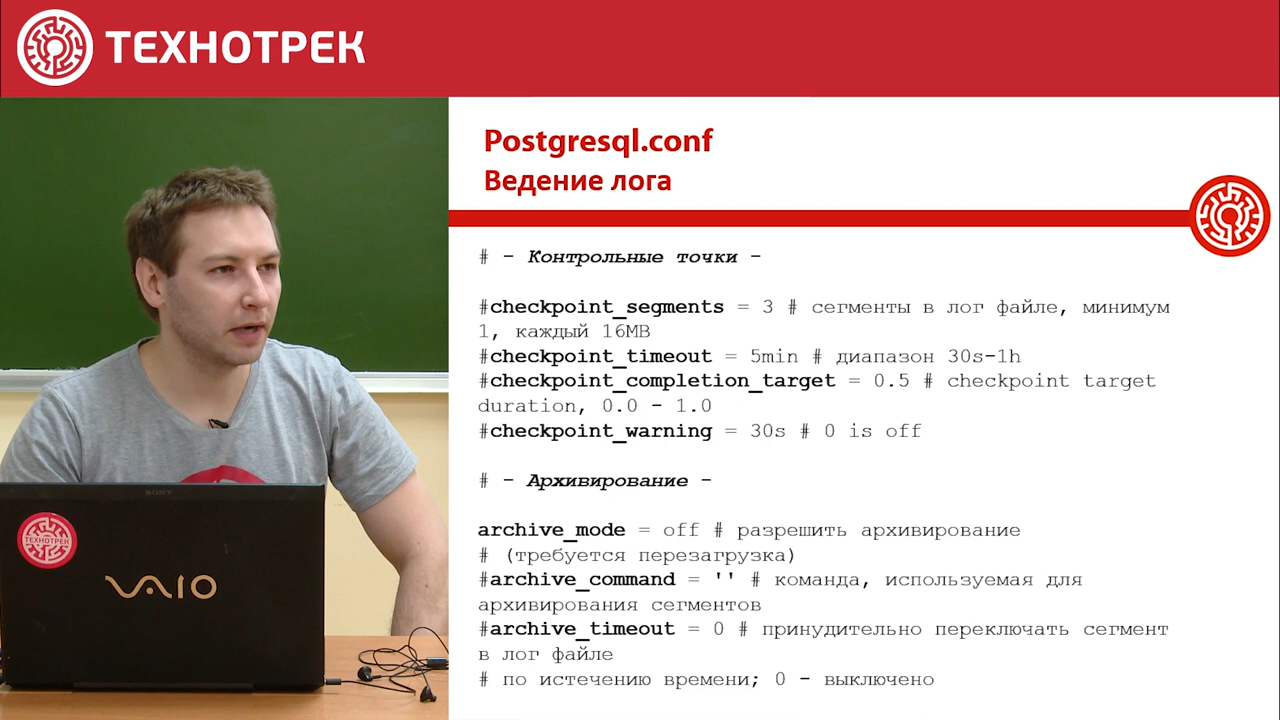 ТЕХНОТРЕК
Postgresql.conf
Ведение лога
# - Контрольные точки -
#checkpoint_segments = 3 # сегменты в лог файле, минимум
1, каждый 16MB
#checkpoint_timeout = 5min # диапазон 30s-1h
#checkpoint_completion_target = 0.5 # checkpoint target
duration, 0.0 - 1.0
#checkpoint_warning = 30s # 0 is off
# - Архивирование -
archive_mode = off # разрешить архивирование
# (требуется перезагрузка)
#archive_command = '' # команда, используемая для
архивирования сегментов
#archive_timeout = 0 # принудительно переключать сегмент
в лог файле
# по истечению времени; 0 - выключено
SONY
ТЕХНОТРЕК
VAIO